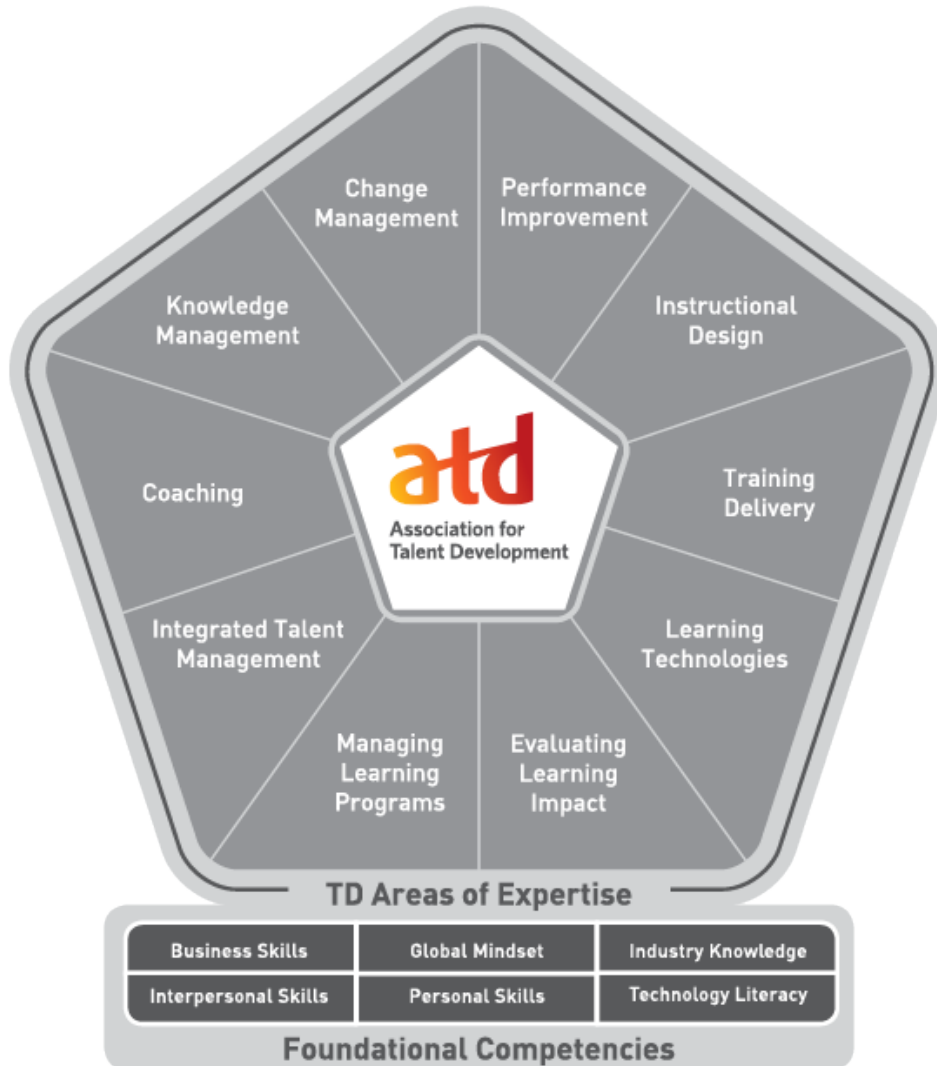 Change
Management
Performance
Improvement
Knowledge
Management
Instructional
Design
Coaching
atd
Association for
Talent Development
Training
Delivery
Integrated Talent
Management
Learning
Technologies
Managing
Learning
Programs
Evaluating
Learning
Impact
TD Areas of Expertise
Business Skills
Global Mindset
Industry Knowledge
Interpersonal Skills
Personal Skills
Technology Literacy
Foundational Competencies